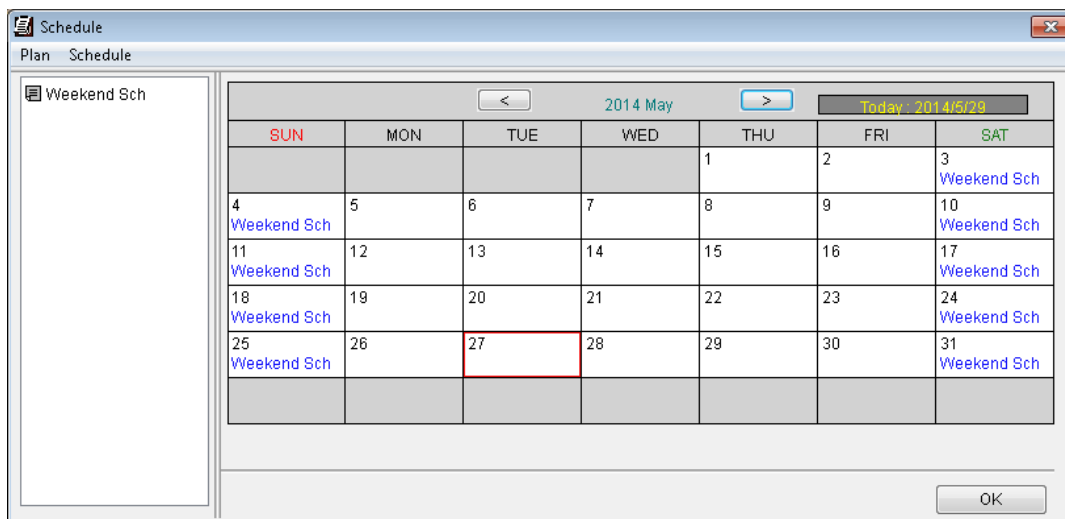 Schedule
Plan Schedule
Weekend Sch
< 2014 May > Today : 2014/5/29
SUN MON TUE WED THU FRI SAT
1 2 3
Weekend Sch
4 5 6 7 8 9 10
Weekend Sch Weekend Sch
11 12 13 14 15 16 17
Weekend Sch Weekend Sch
18 19 20 21 22 23 24
Weekend Sch Weekend Sch
25 26 27 28 29 30 31
Weekend Sch Weekend Sch
OK